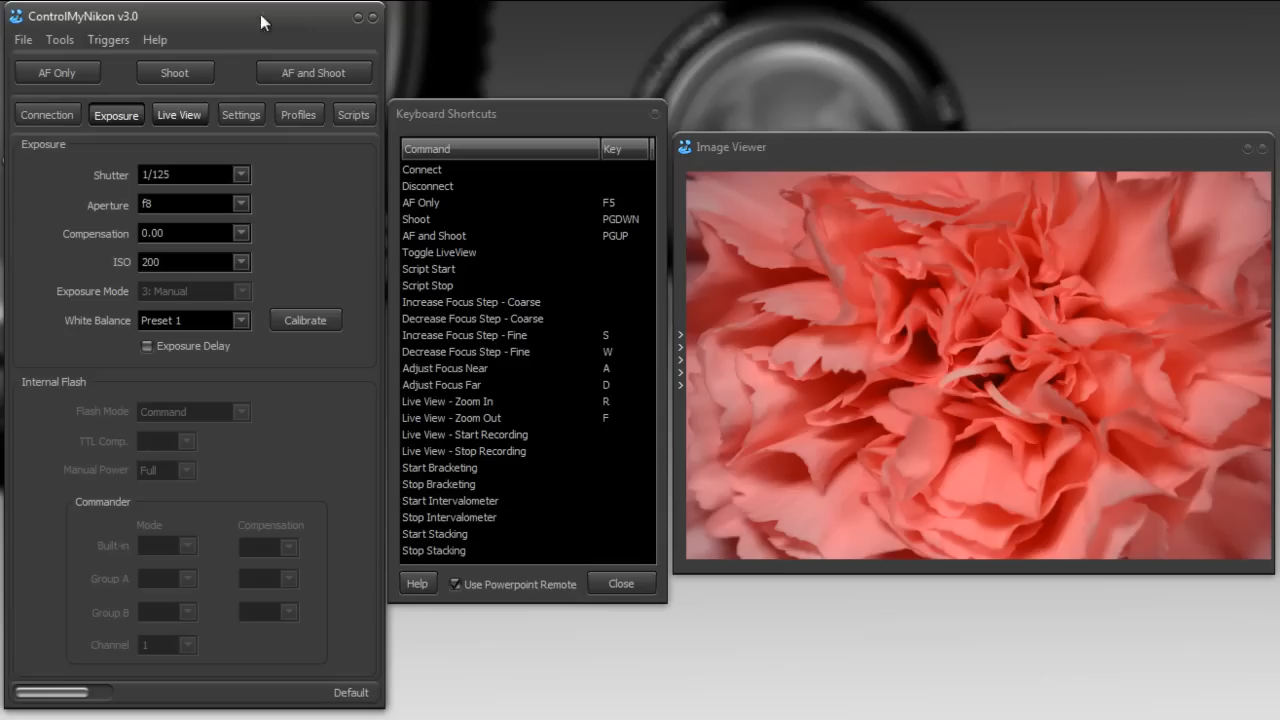 ControlMyNikon v3.0
File Tools Triggers Help
AF Only Shoot AF and Shoot
Connection Exposure Live View Settings Profiles Scripts
Exposure
Shutter 1/125
Aperture f8
Compensation 0.00
ISO 200
Exposure Mode 3: Manual
White Balance Preset 1 Calibrate
Exposure Delay
Internal Flash
Flash Mode Command
TTL Comp.
Manual Power Full
Commander
Mode Compensation
Built-in
Group A
Group B
Channel 1
Default
Keyboard Shortcuts
Command Key
Connect
Disconnect
AF Only F5
Shoot PGDWN
AF and Shoot PGUP
Toggle LiveView
Script Start
Script Stop
Increase Focus Step - Coarse
Decrease Focus Step - Coarse
Increase Focus Step - Fine S
Decrease Focus Step - Fine W
Adjust Focus Near A
Adjust Focus Far D
Live View - Zoom In R
Live View - Zoom Out F
Live View - Start Recording
Live View - Stop Recording
Start Bracketing
Stop Bracketing
Start Intervalometer
Stop Intervalometer
Start Stacking
Stop Stacking
Help Use Powerpoint Remote Close
Image Viewer